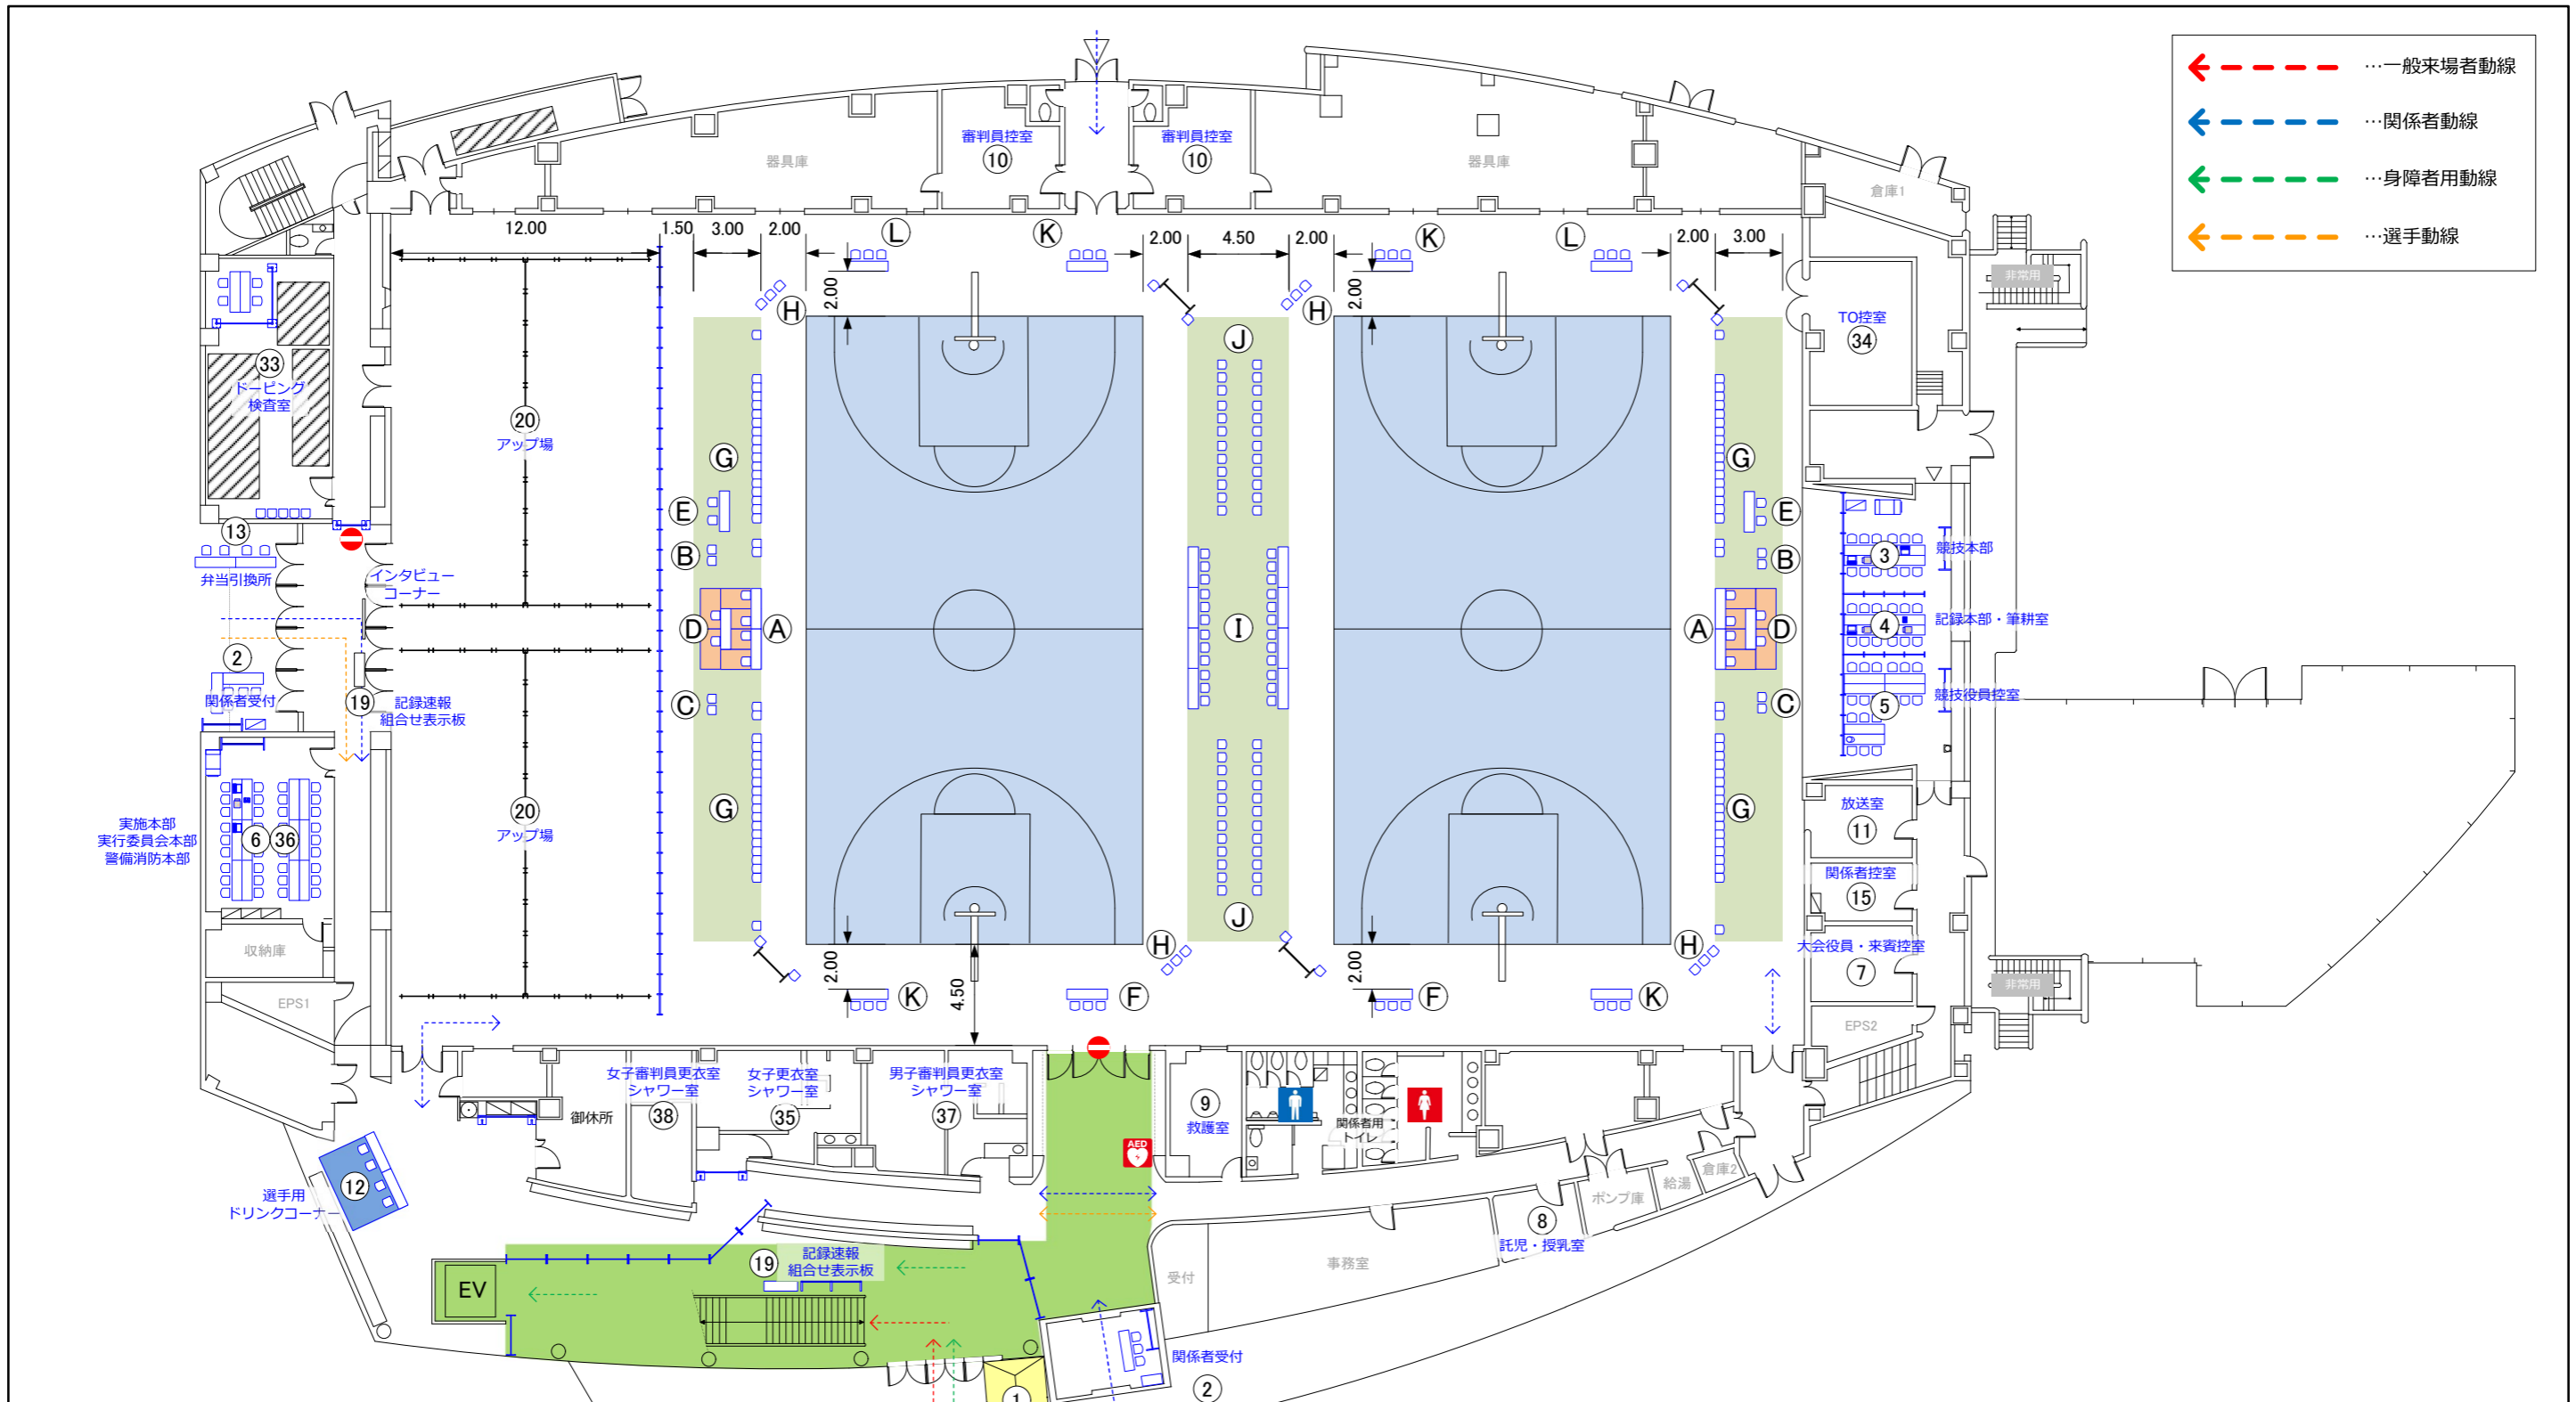 …一般来場者動線
…関係者動線
…身障者用動線
…選手動線
審判員控室
⑩
審判員控室
⑩
器具庫
器具庫
倉庫1
12.00
1.50
3.00
2.00
L
K
2.00
4.50
2.00
K
L
2.00
3.00
2.00
2.00
H
H
非常用
TO控室
㉞
㉝
ドーピング
検査室
J
⑳
アップ場
G
G
E
E
⑬
弁当引換所
B
B
③
競技本部
インタビュー
コーナー
D
A
I
A
D
④
記録本部・筆耕室
②
関係者受付
⑲
記録速報
組合せ表示板
C
C
⑤
競技役員控室
実施本部
実行委員会本部
警備消防本部
⑥
㊱
⑳
アップ場
G
G
放送室
⑪
関係者控室
⑮
収納庫
J
H
H
大会役員・来賓控室
⑦
非常用
EPS1
2.00
4.50
2.00
K
F
F
K
EPS2
女子審判員更衣室
シャワー室
㊳
女子更衣室
シャワー室
㉟
男子審判員更衣室
シャワー室
㊲
御休所
⑨
救護室
関係者用
トイレ
AED
⑫
選手用
ドリンクコーナー
倉庫2
給湯
ポンプ庫
⑧
託児・授乳室
⑲
記録速報
組合せ表示板
受付
事務室
EV
関係者受付
②
①